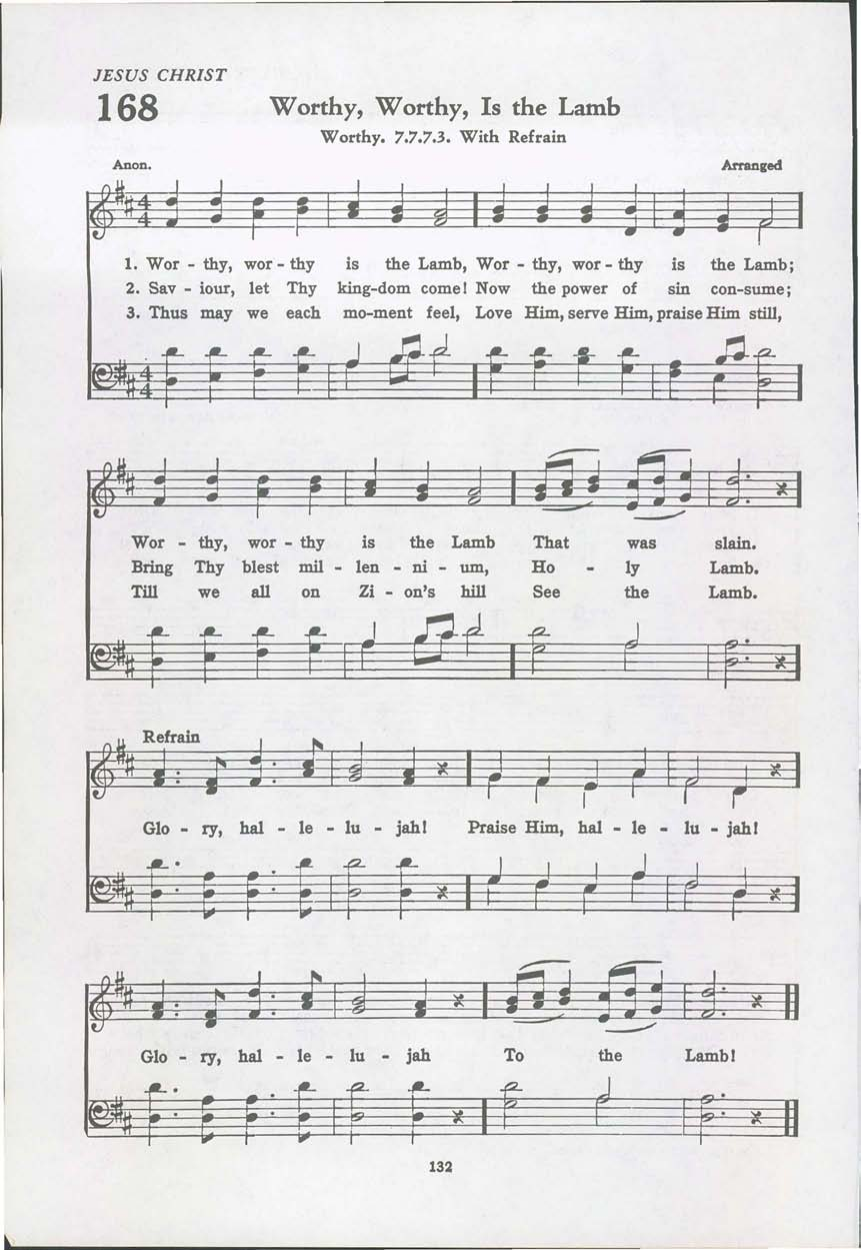 JESUS CHRIST
168
Worthy, Worthy, Is the Lamb
Worthy. 7.7.7.3. With Refrain
Anon. Arranged
1. Wor - thy, wor - thy is the Lamb, Wor - thy, wor - thy is the Lamb;
2. Sav - iour, let Thy king-dom come! Now the power of sin con-sume;
3. Thus may we each mo-ment feel, Love Him, serve Him, praise Him still,
Wor - thy, wor - thy is the Lamb That was slain.
Bring Thy blest mil - len - ni - um, Ho - ly Lamb.
Till we all on Zi - on's hill See the Lamb.
Refrain
Glo - ry, hal - le - lu - jah! Praise Him, hal - le - lu - jah!
Glo - ry, hal - le - lu - jah To the Lamb!
132